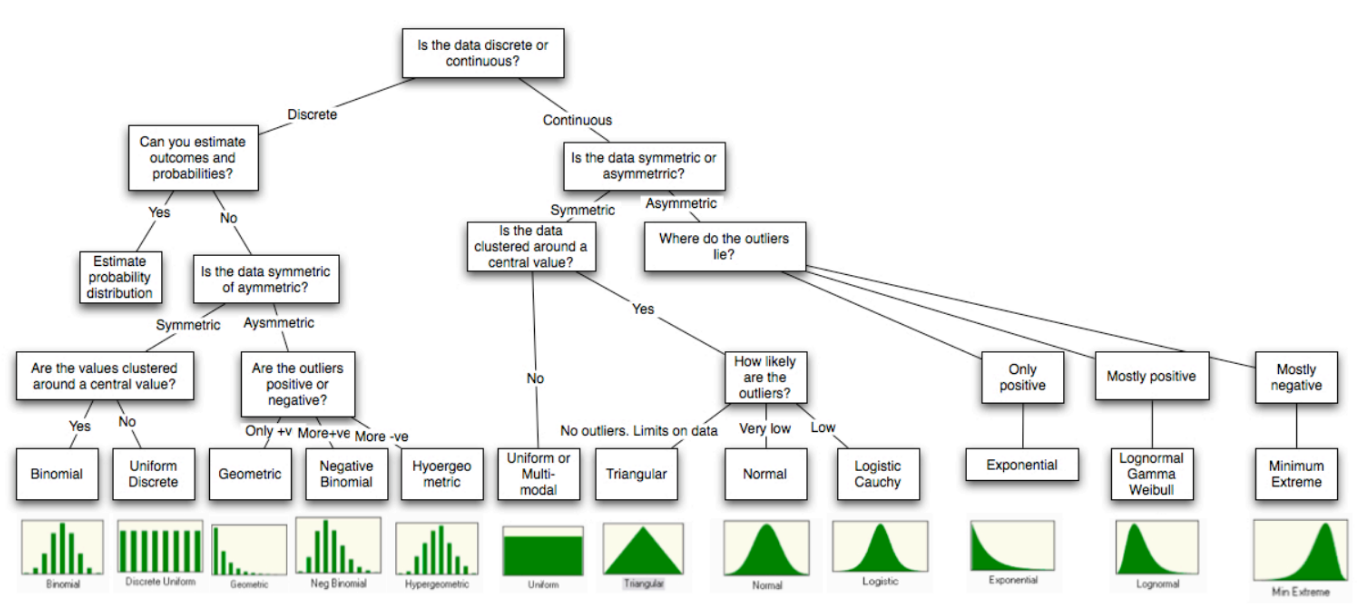 Is the data discrete or
continuous?
Discrete
Continuous
Can you estimate
outcomes and
probabilities?
Is the data symmetric or
asymmetrric?
Yes
No
Symmetric
Asymmetric
Estimate
probability
distribution
Is the data symmetric
of aymmetric?
Is the data
clustered around a
central value?
Where do the outliers
lie?
Symmetric
Aysmmetric
Yes
No
Are the values clustered
around a central value?
Are the outliers
positive or
negative?
How likely
are the
outliers?
Only
positive
Mostly positive
Mostly
negative
Yes
No
Only +v
More+ve
More -ve
No outliers. Limits on data
Very low
Low
Binomial
Uniform
Discrete
Geometric
Negative
Binomial
Hyoergeo
metric
Uniform or
Multi-
modal
Triangular
Normal
Logistic
Cauchy
Exponential
Lognormal
Gamma
Weibull
Minimum
Extreme
Binomial
Discrete Uniform
Geometric
Neg Binomial
Hypergeometric
Uniform
Triangular
Normal
Logistic
Exponential
Lognormal
Min Extreme